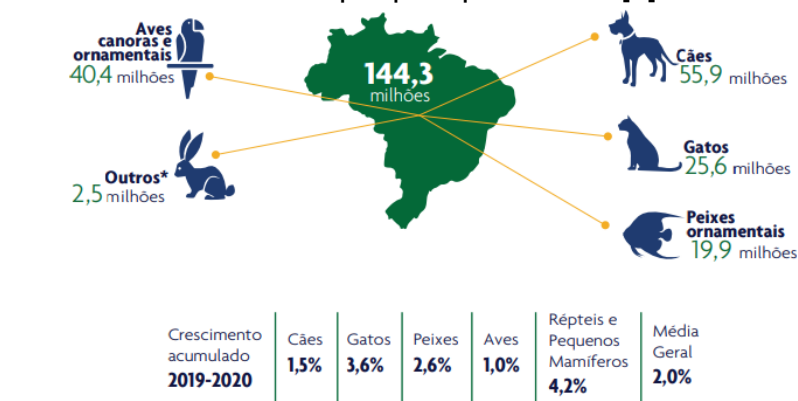 Aves
canoras e
ornamentais
40,4 milhões
Outros*
2,5 milhões
144,3
milhões
Cães
55,9 milhões
Gatos
25,6 milhões
Peixes
ornamentais
19,9 milhões
Crescimento
acumulado
2019-2020
Cães
1,5%
Gatos
3,6%
Peixes
2,6%
Aves
1,0%
Répteis e
Pequenos
Mamíferos
4,2%
Média
Geral
2,0%